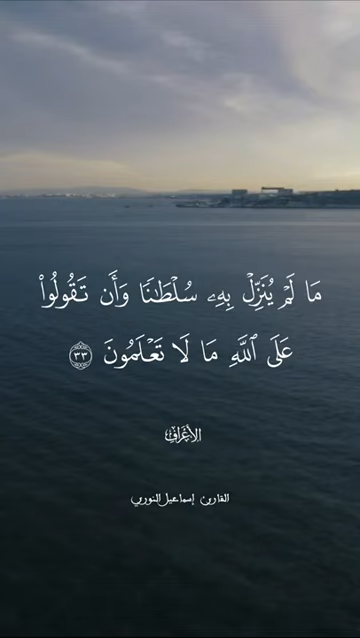 مَا لَمْ يُنَزِّلْ بِهِۦ سُلْطَٰنًا وَأَن تَقُولُوا۟
عَلَى ٱللَّهِ مَا لَا تَعْلَمُونَ ٣٣
الأعراف
القارئ إسماعيل النوري